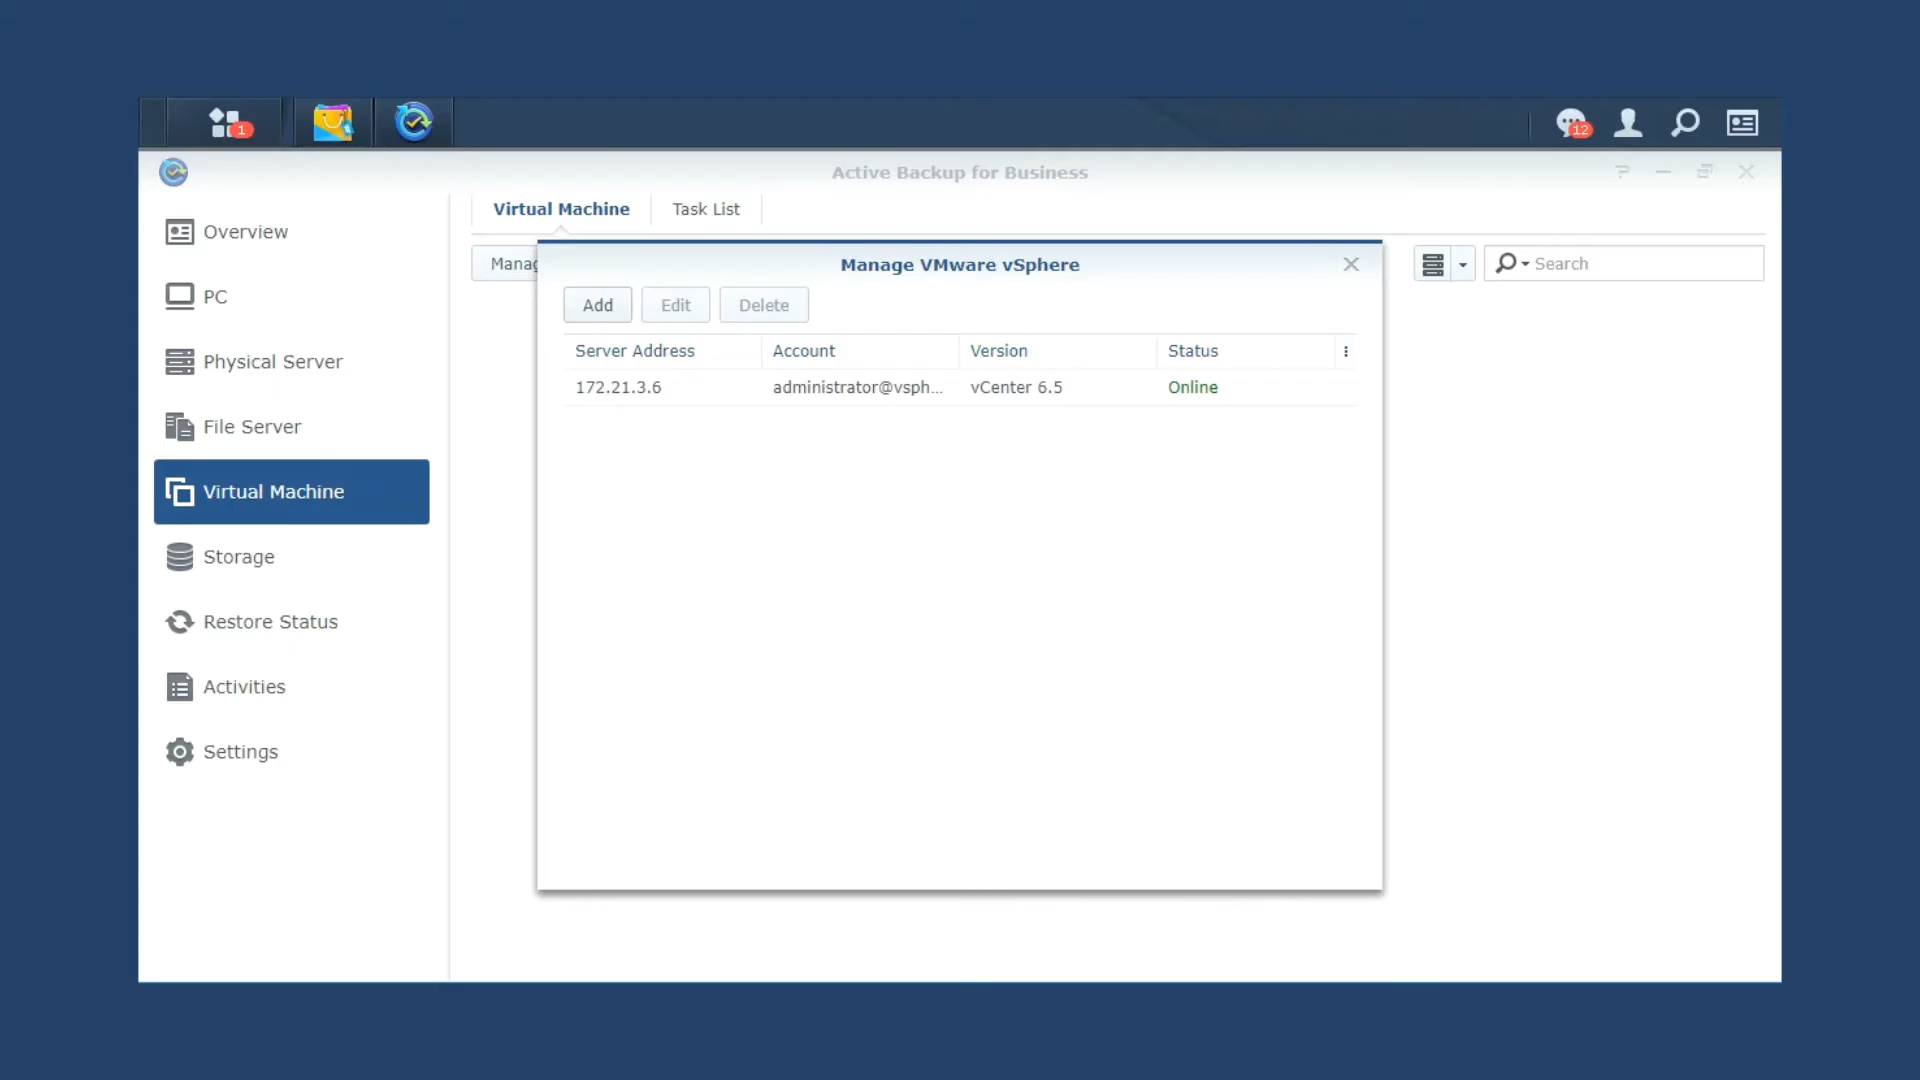 1
12
Active Backup for Business
Overview
PC
Physical Server
File Server
Virtual Machine
Storage
Restore Status
Activities
Settings
Virtual Machine
Task List
Manag
Search
Manage VMware vSphere
Add
Edit
Delete
Server Address
Account
Version
Status
172.21.3.6
administrator@vsph...
vCenter 6.5
Online